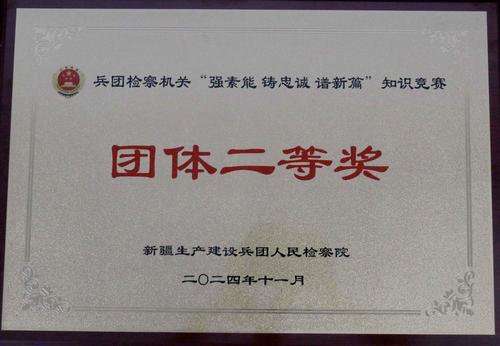 兵团检察机关“强素能 铸忠诚 谱新篇”知识竞赛
团体二等奖
新疆生产建设兵团人民检察院
二〇二四年十一月